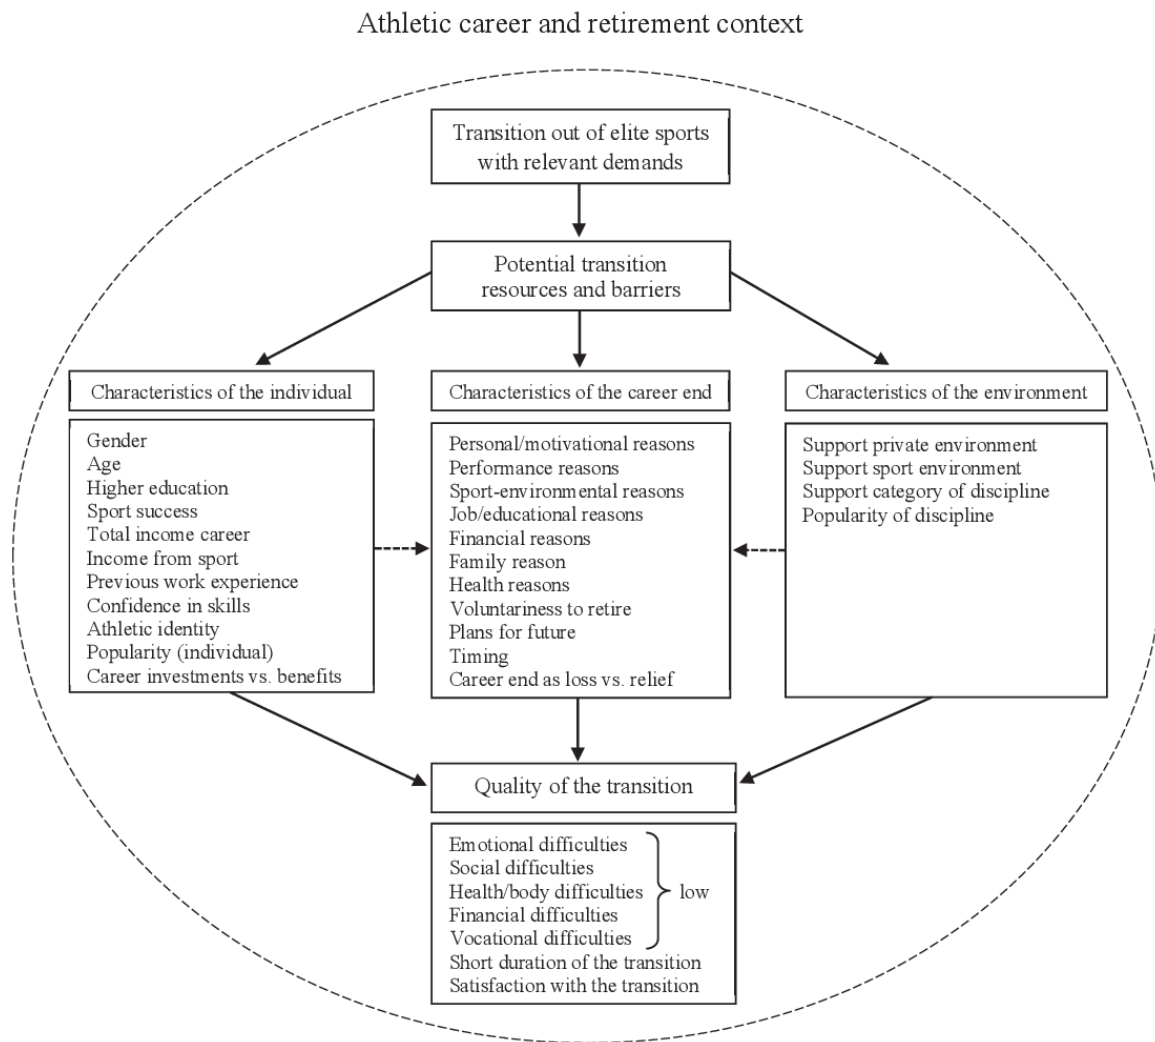 Athletic career and retirement context
Transition out of elite sports
with relevant demands
Potential transition
resources and barriers
Characteristics of the individual
Gender
Age
Higher education
Sport success
Total income career
Income from sport
Previous work experience
Confidence in skills
Athletic identity
Popularity (individual)
Career investments vs. benefits
Characteristics of the career end
Personal/motivational reasons
Performance reasons
Sport-environmental reasons
Job/educational reasons
Financial reasons
Family reason
Health reasons
Voluntariness to retire
Plans for future
Timing
Career end as loss vs. relief
Characteristics of the environment
Support private environment
Support sport environment
Support category of discipline
Popularity of discipline
Quality of the transition
Emotional difficulties
Social difficulties
Health/body difficulties
low
Financial difficulties
Vocational difficulties
Short duration of the transition
Satisfaction with the transition